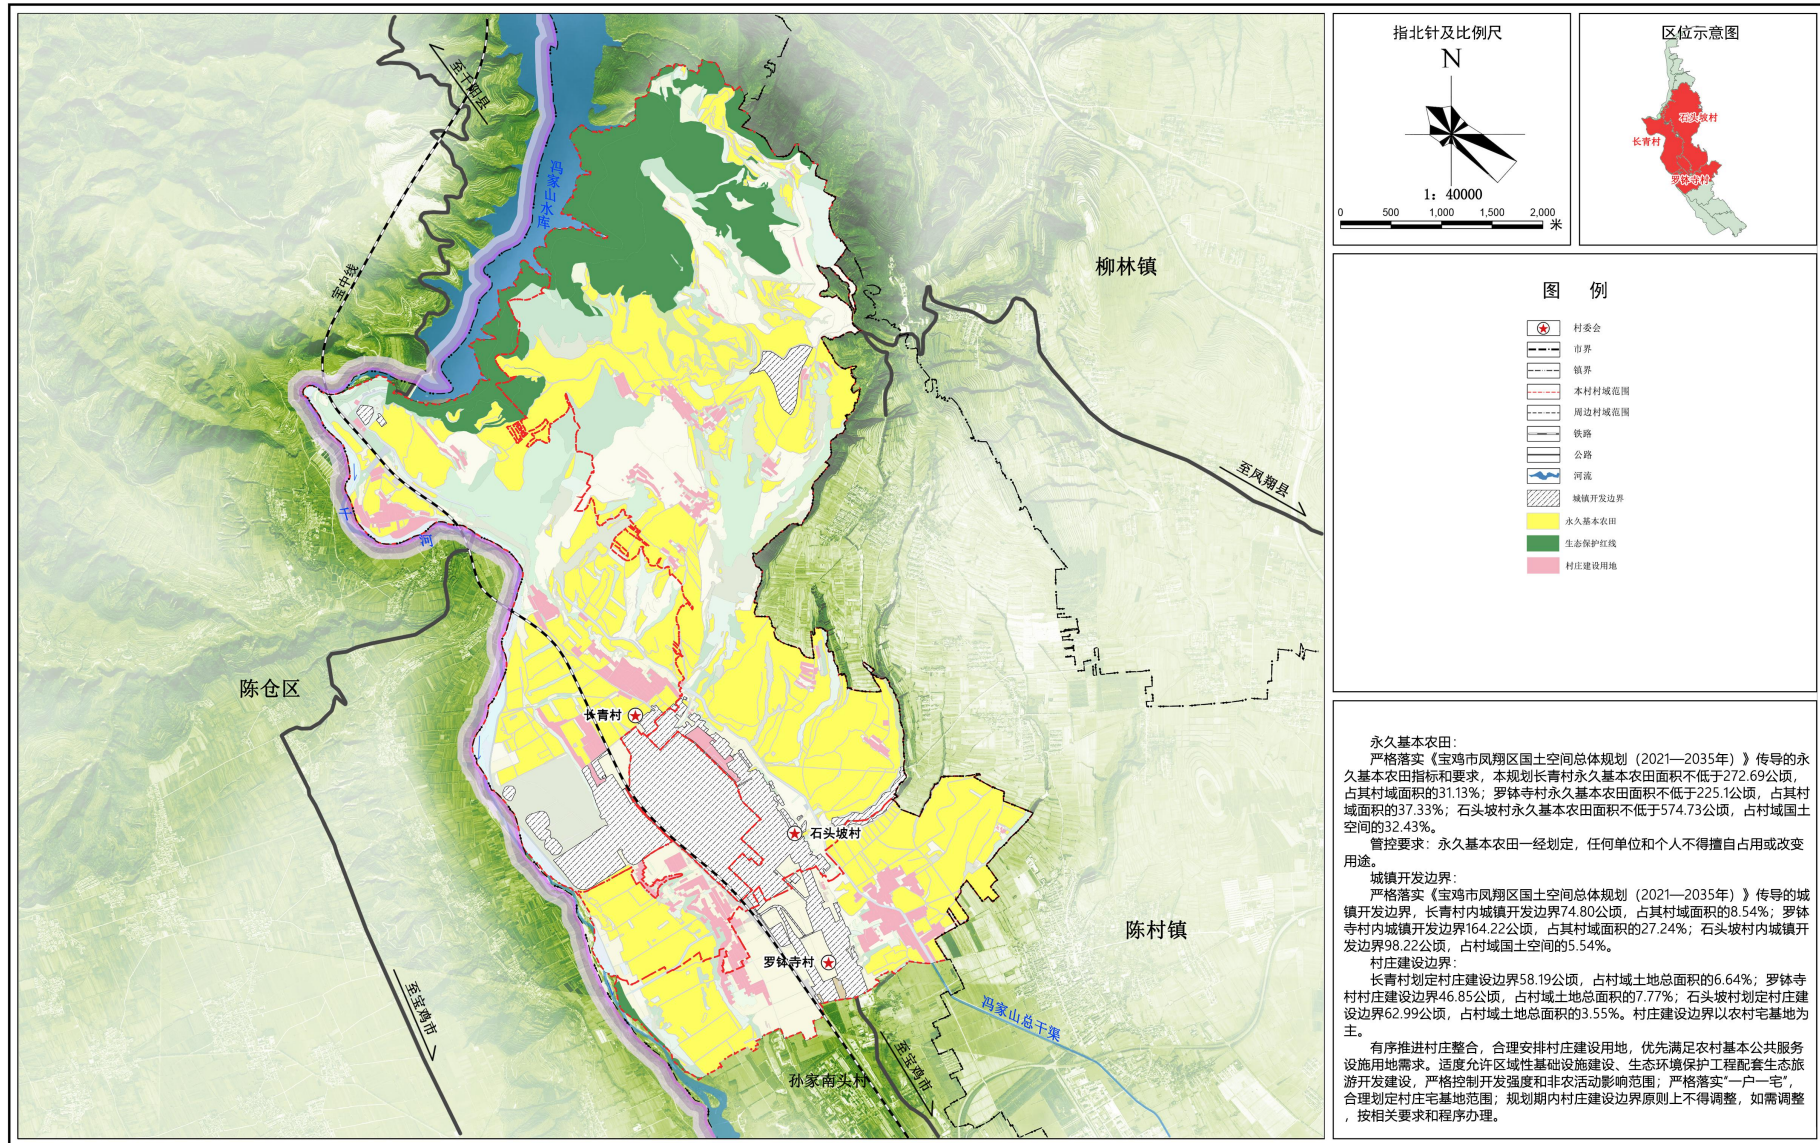 至千阳县
冯家山水库
宝中线
柳林镇
至凤翔县
千河
陈仓区
长青村
石头坡村
罗钵寺村
陈村镇
冯家山总干渠
至宝鸡市
至宝鸡市
孙家南头村
指北针及比例尺
N
1：40000
0 500 1,000 1,500 2,000
米
区位示意图
石头坡村
长青村
罗钵寺村
图 例
村委会
市界
镇界
本村村域范围
周边村域范围
铁路
公路
河流
城镇开发边界
永久基本农田
生态保护红线
村庄建设用地
永久基本农田：
严格落实《宝鸡市凤翔区国土空间总体规划（2021—2035年）》传导的永
久基本农田指标和要求，本规划长青村永久基本农田面积不低于272.69公顷，
占其村域面积的31.13%；罗钵寺村永久基本农田面积不低于225.1公顷，占其村
域面积的37.33%；石头坡村永久基本农田面积不低于574.73公顷，占村域国土
空间的32.43%。
管控要求：永久基本农田一经划定，任何单位和个人不得擅自占用或改变
用途。
城镇开发边界：
严格落实《宝鸡市凤翔区国土空间总体规划（2021—2035年）》传导的城
镇开发边界，长青村内城镇开发边界74.80公顷，占其村域面积的8.54%；罗钵
寺村内城镇开发边界164.22公顷，占其村域面积的27.24%；石头坡村内城镇开
发边界98.22公顷，占村域国土空间的5.54%。
村庄建设边界：
长青村划定村庄建设边界58.19公顷，占村域土地总面积的6.64%；罗钵寺
村村庄建设边界46.85公顷，占村域土地总面积的7.77%；石头坡村划定村庄建
设边界62.99公顷，占村域土地总面积的3.55%。村庄建设边界以农村宅基地为
主。
有序推进村庄整合，合理安排村庄建设用地，优先满足农村基本公共服务
设施用地需求。适度允许区域性基础设施建设、生态环境保护工程配套生态旅
游开发建设，严格控制开发强度和非农活动影响范围；严格落实“一户一宅”，
合理划定村庄宅基地范围；规划期内村庄建设边界原则上不得调整，如需调整
，按相关要求和程序办理。